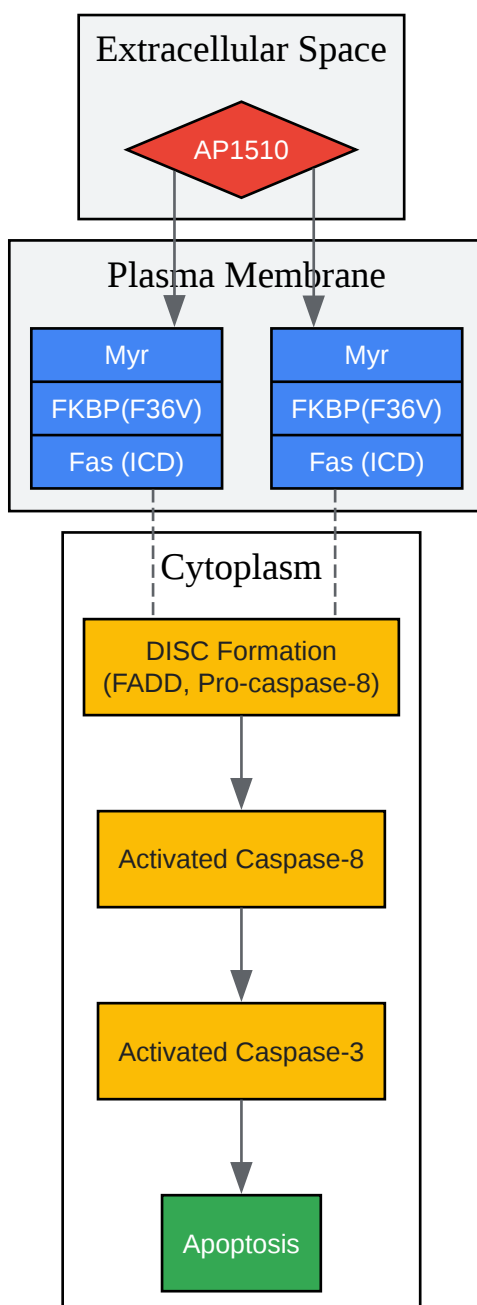 Extracellular Space
AP1510
Plasma Membrane
Myr
FKBP(F36V)
Fas (ICD)
Myr
FKBP(F36V)
Fas (ICD)
Cytoplasm
DISC Formation
(FADD, Pro-caspase-8)
Activated Caspase-8
Activated Caspase-3
Apoptosis